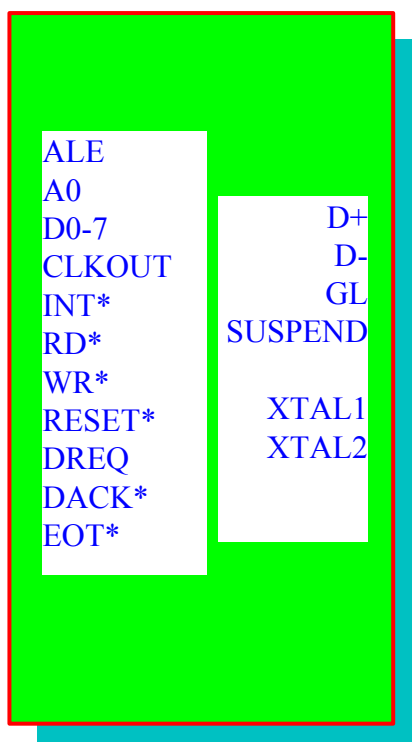 ALE
A0
D0-7
CLKOUT
INT*
RD*
WR*
RESET*
DREQ
DACK*
EOT*
D+
D-
GL
SUSPEND
XTAL1
XTAL2